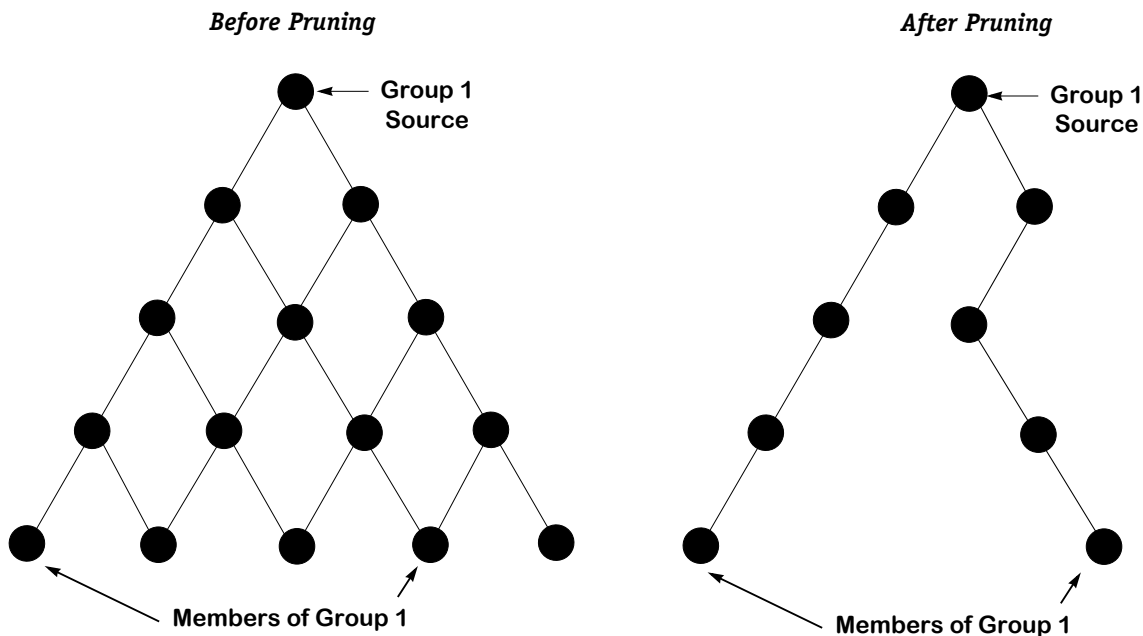 Before Pruning
After Pruning
Group 1
Source
Group 1
Source
Members of Group 1
Members of Group 1